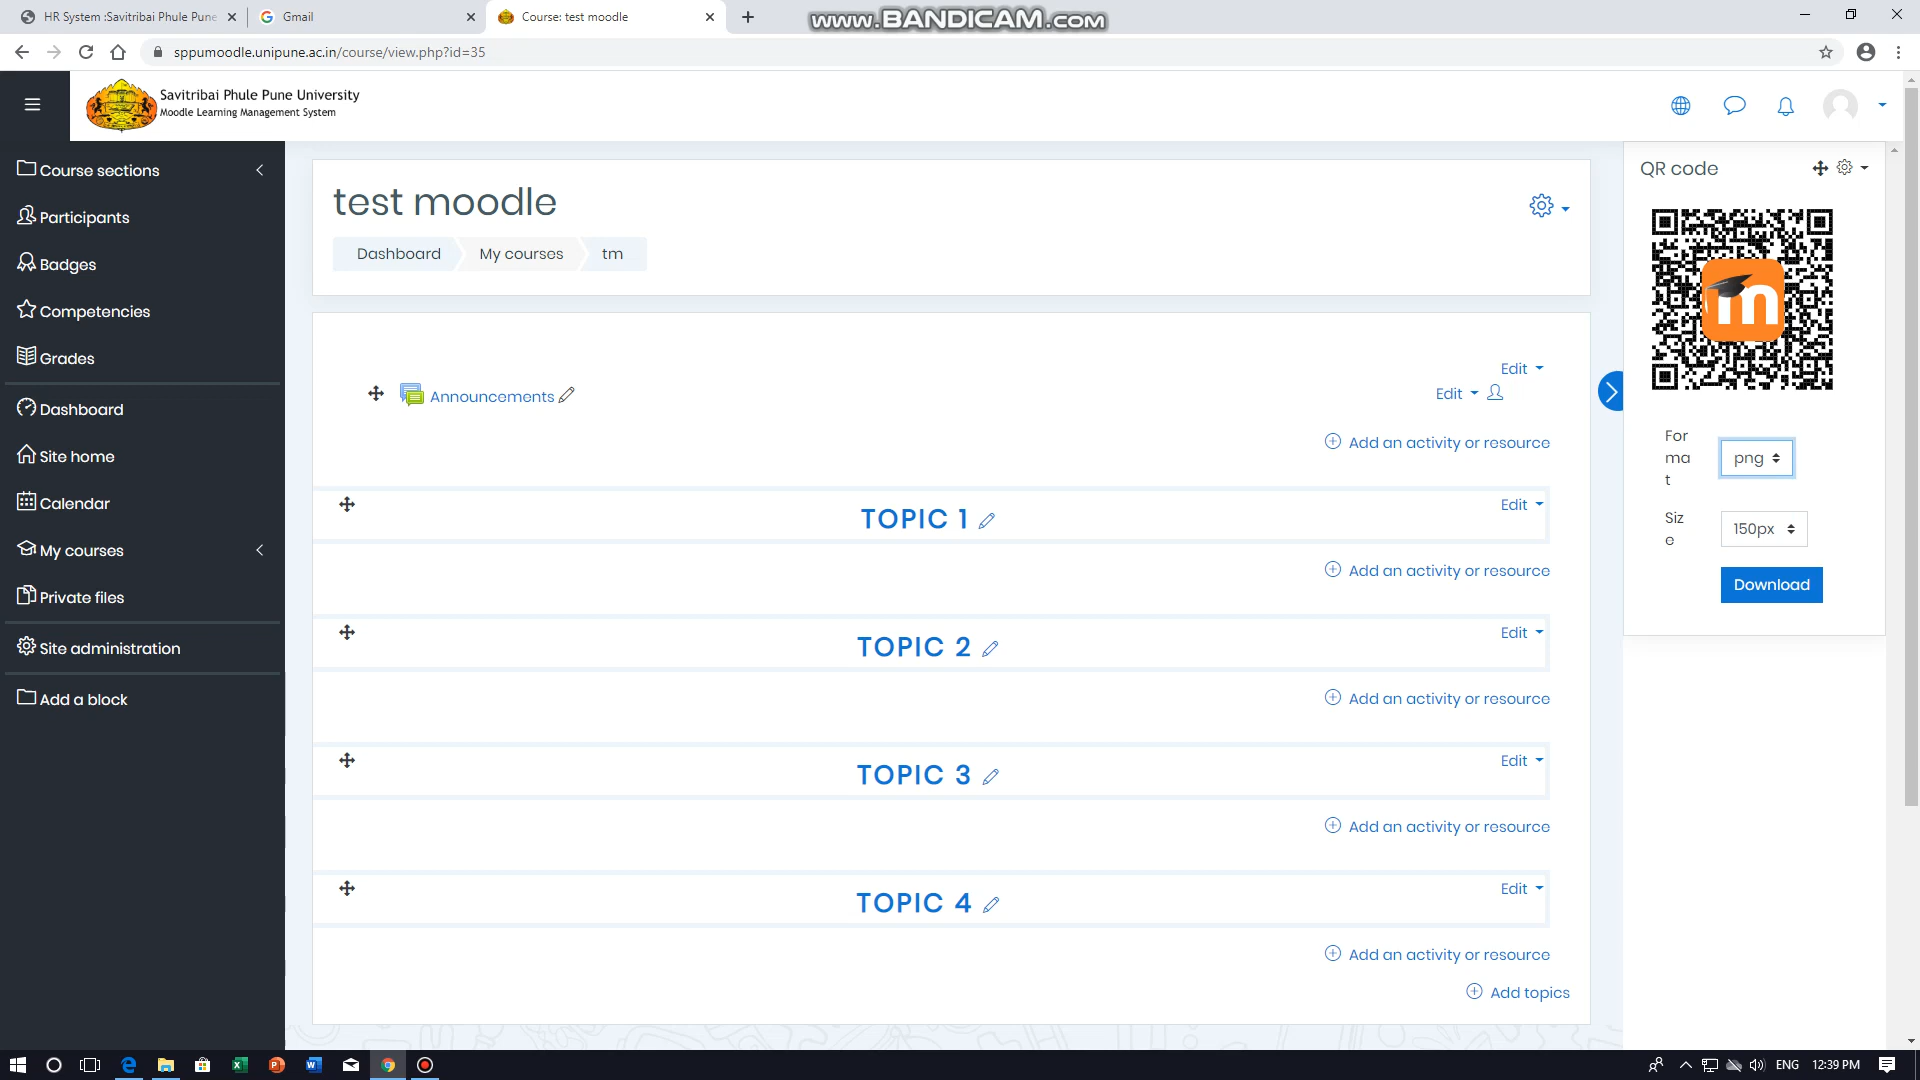 HR System :Savitribai Phule Pune
Gmail
Course: test moodle
www.BANDICAM.com
sppumoodle.unipune.ac.in/course/view.php?id=35
Savitribai Phule Pune University
Moodle Learning Management System
Course sections
Participants
Badges
Competencies
Grades
Dashboard
Site home
Calendar
My courses
Private files
Site administration
Add a block
test moodle
Dashboard
My courses
tm
Edit
Announcements
Edit
Add an activity or resource
TOPIC 1
Edit
Add an activity or resource
TOPIC 2
Edit
Add an activity or resource
TOPIC 3
Edit
Add an activity or resource
TOPIC 4
Edit
Add an activity or resource
Add topics
QR code
m
For
ma
t
png
Siz
e
150px
Download
ENG
12:39 PM